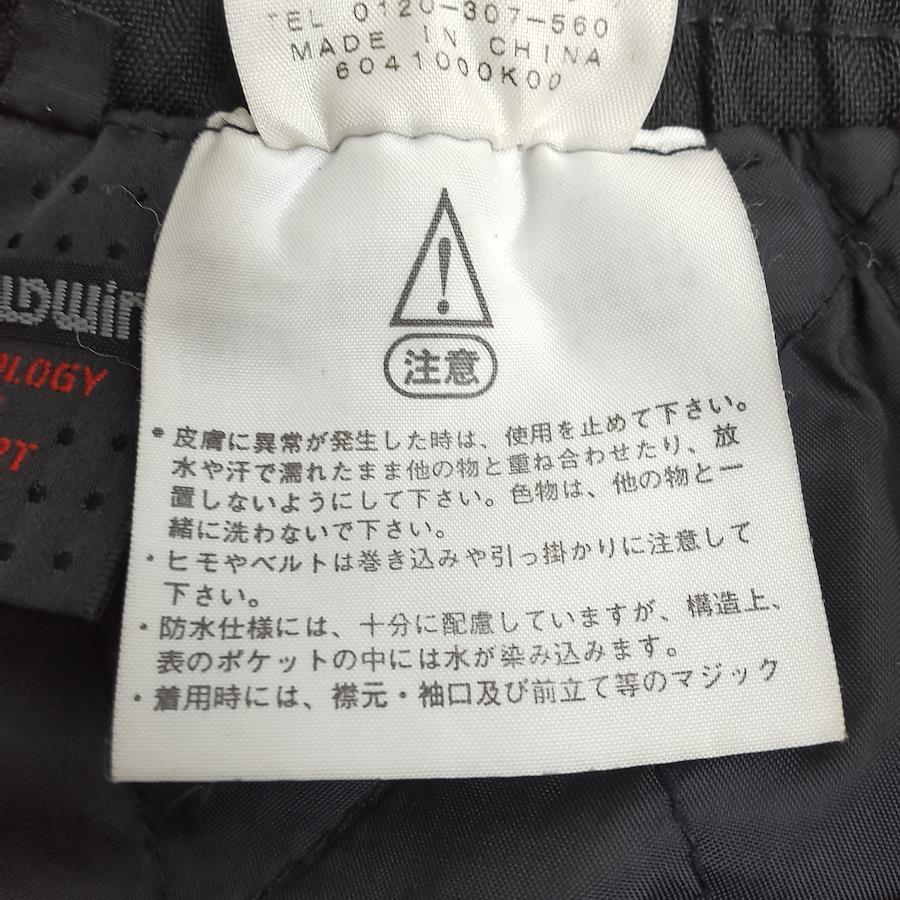 TEL 0120-307-560
MADE IN CHINA
6041000K00
注意
・皮膚に異常が発生した時は、使用を止めて下さい。
水や汗で濡れたまま他の物と重ね合わせたり、放
置しないようにして下さい。色物は、他の物と一
緒に洗わないで下さい。
・ヒモやベルトは巻き込みや引っ掛かりに注意して
下さい。
・防水仕様には、十分に配慮していますが、構造上、
表のポケットの中には水が染み込みます。
・着用時には、襟元・袖口及び前立て等のマジック